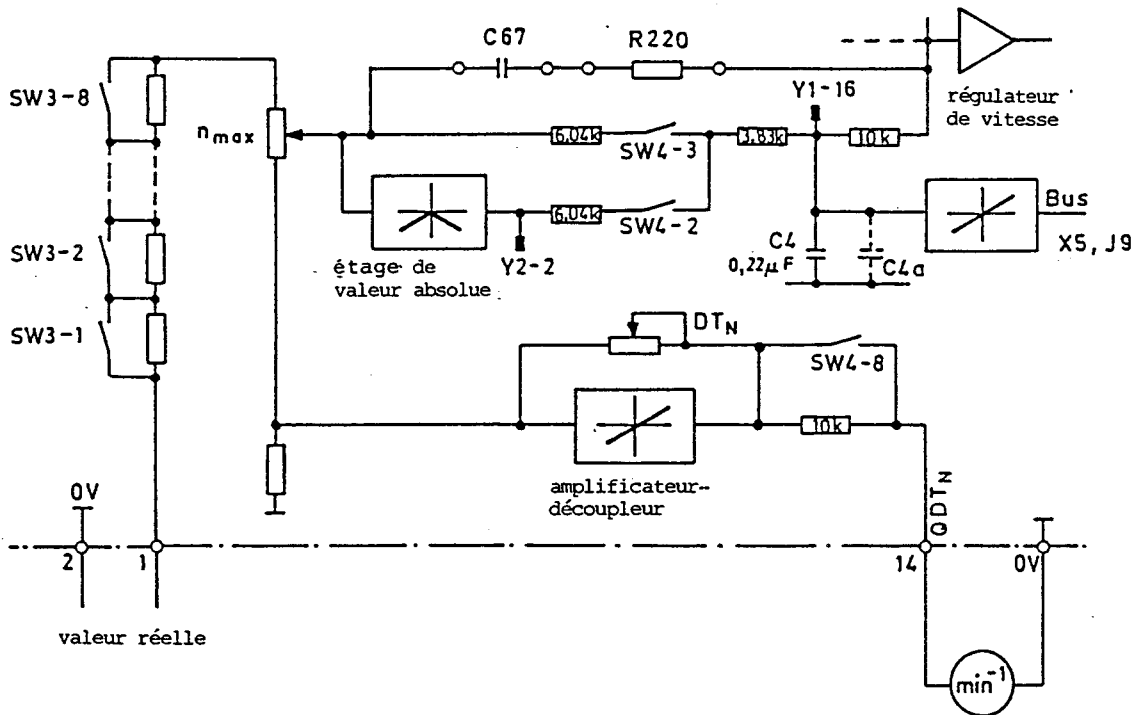 C67
R220
SW3-8
Y1-16
régulateur
de vitesse
n max
6,04k
SW4-3
3,83k
10k
6,04k
SW4-2
Bus
X5, J9
SW3-2
étage de
valeur absolue
Y2-2
C4
0,22µF
C4a
SW3-1
DT N
SW4-8
10k
amplificateur-
découpleur
QDT N
0V
2
1
14
0V
valeur réelle
min⁻¹